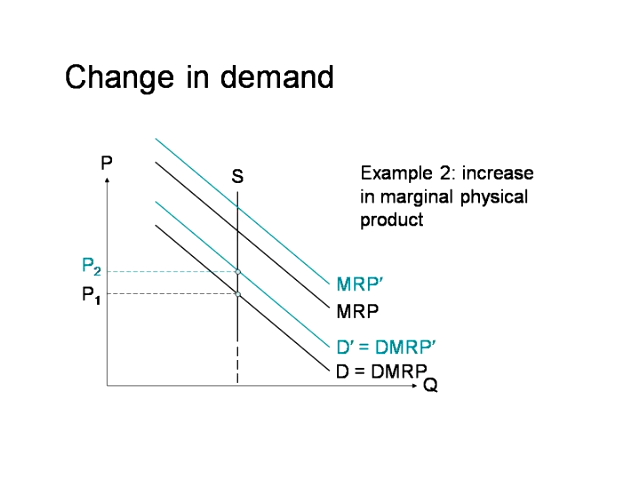 Change in demand
P
S
Example 2: increase
in marginal physical
product
P₂
P₁
MRP′
MRP
D′ = DMRP′
D = DMRP
Q